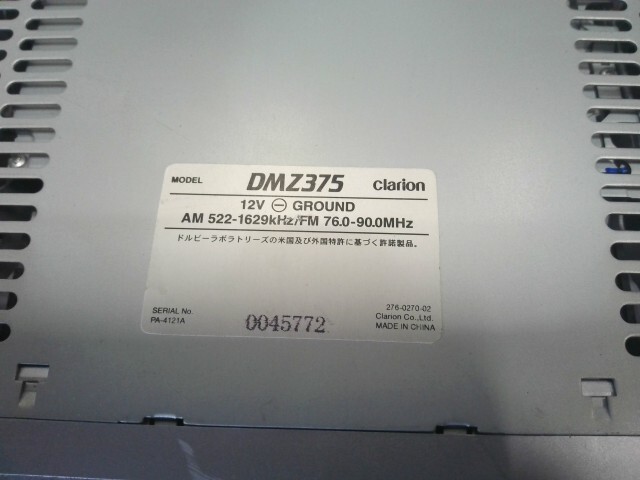 MODEL DMZ375 clarion
12V ⊖ GROUND
AM 522-1629kHz/FM 76.0-90.0MHz
ドルビーラボラトリーズの米国及び外国特許に基づく許諾製品。
SERIAL No. 276-0270-02
PA-4121A 0045772 Clarion Co.,Ltd.
MADE IN CHINA